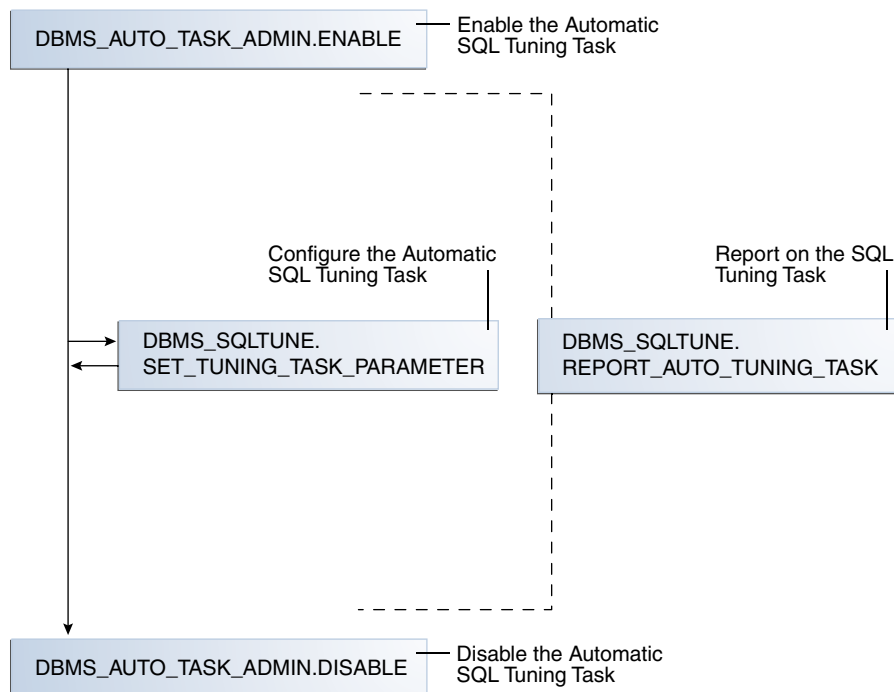 DBMS_AUTO_TASK_ADMIN.ENABLE
Enable the Automatic
SQL Tuning Task
Configure the Automatic
SQL Tuning Task
Report on the SQL
Tuning Task
DBMS_SQLTUNE.
SET_TUNING_TASK_PARAMETER
DBMS_SQLTUNE.
REPORT_AUTO_TUNING_TASK
DBMS_AUTO_TASK_ADMIN.DISABLE
Disable the Automatic
SQL Tuning Task